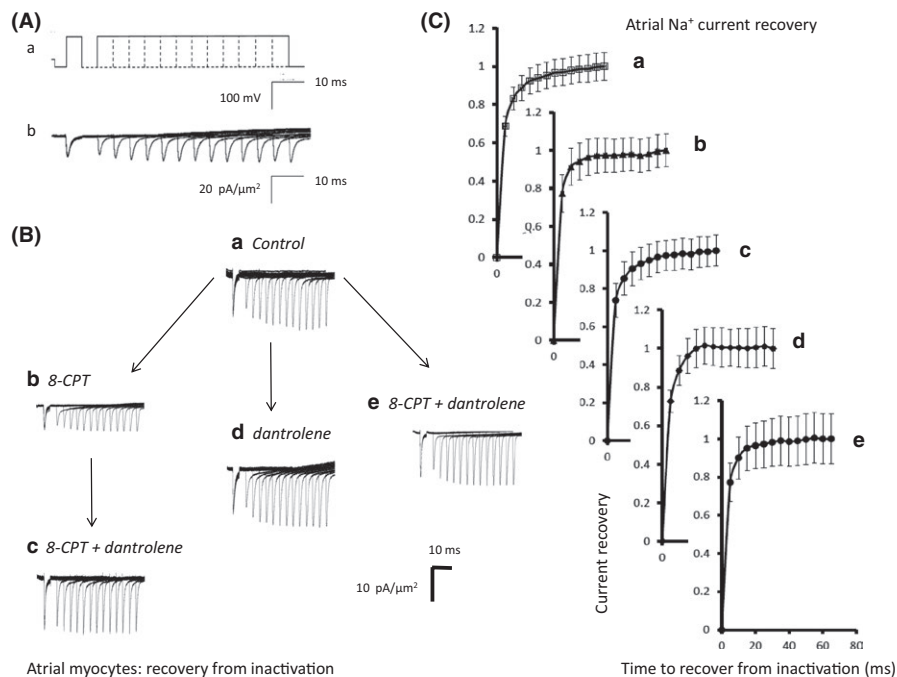 (A)
a
10 ms
100 mV
b
10 ms
20 pA/µm²
(B)
a Control
b 8-CPT
d dantrolene
e 8-CPT + dantrolene
c 8-CPT + dantrolene
10 ms
10 pA/µm²
Atrial myocytes: recovery from inactivation
(C)
Atrial Na⁺ current recovery
1.2
1
0.8
0.6
0.4
0.2
0
0
a
1.2
1
0.8
0.6
0.4
0.2
0
0
b
1.2
1
0.8
0.6
0.4
0.2
0
0
c
1.2
1
0.8
0.6
0.4
0.2
0
0
d
1.2
1
0.8
0.6
0.4
0.2
0
0 20 40 60 80
e
Current recovery
Time to recover from inactivation (ms)